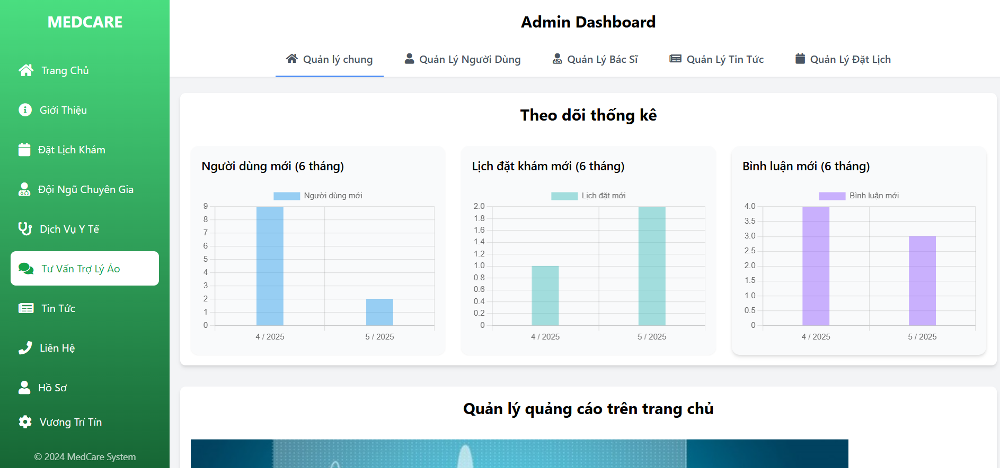 MEDCARE
Trang Chủ
Giới Thiệu
Đặt Lịch Khám
Đội Ngũ Chuyên Gia
Dịch Vụ Y Tế
Tư Vấn Trợ Lý Ảo
Tin Tức
Liên Hệ
Hồ Sơ
Vương Trí Tín
© 2024 MedCare System
Admin Dashboard
Quản lý chung
Quản Lý Người Dùng
Quản Lý Bác Sĩ
Quản Lý Tin Tức
Quản Lý Đặt Lịch
Theo dõi thống kê
Người dùng mới (6 tháng)
Người dùng mới
9
8
7
6
5
4
3
2
1
0
4 / 2025
5 / 2025
Lịch đặt khám mới (6 tháng)
Lịch đặt mới
2.0
1.8
1.6
1.4
1.2
1.0
0.8
0.6
0.4
0.2
0
4 / 2025
5 / 2025
Bình luận mới (6 tháng)
Bình luận mới
4.0
3.5
3.0
2.5
2.0
1.5
1.0
0.5
0
4 / 2025
5 / 2025
Quản lý quảng cáo trên trang chủ